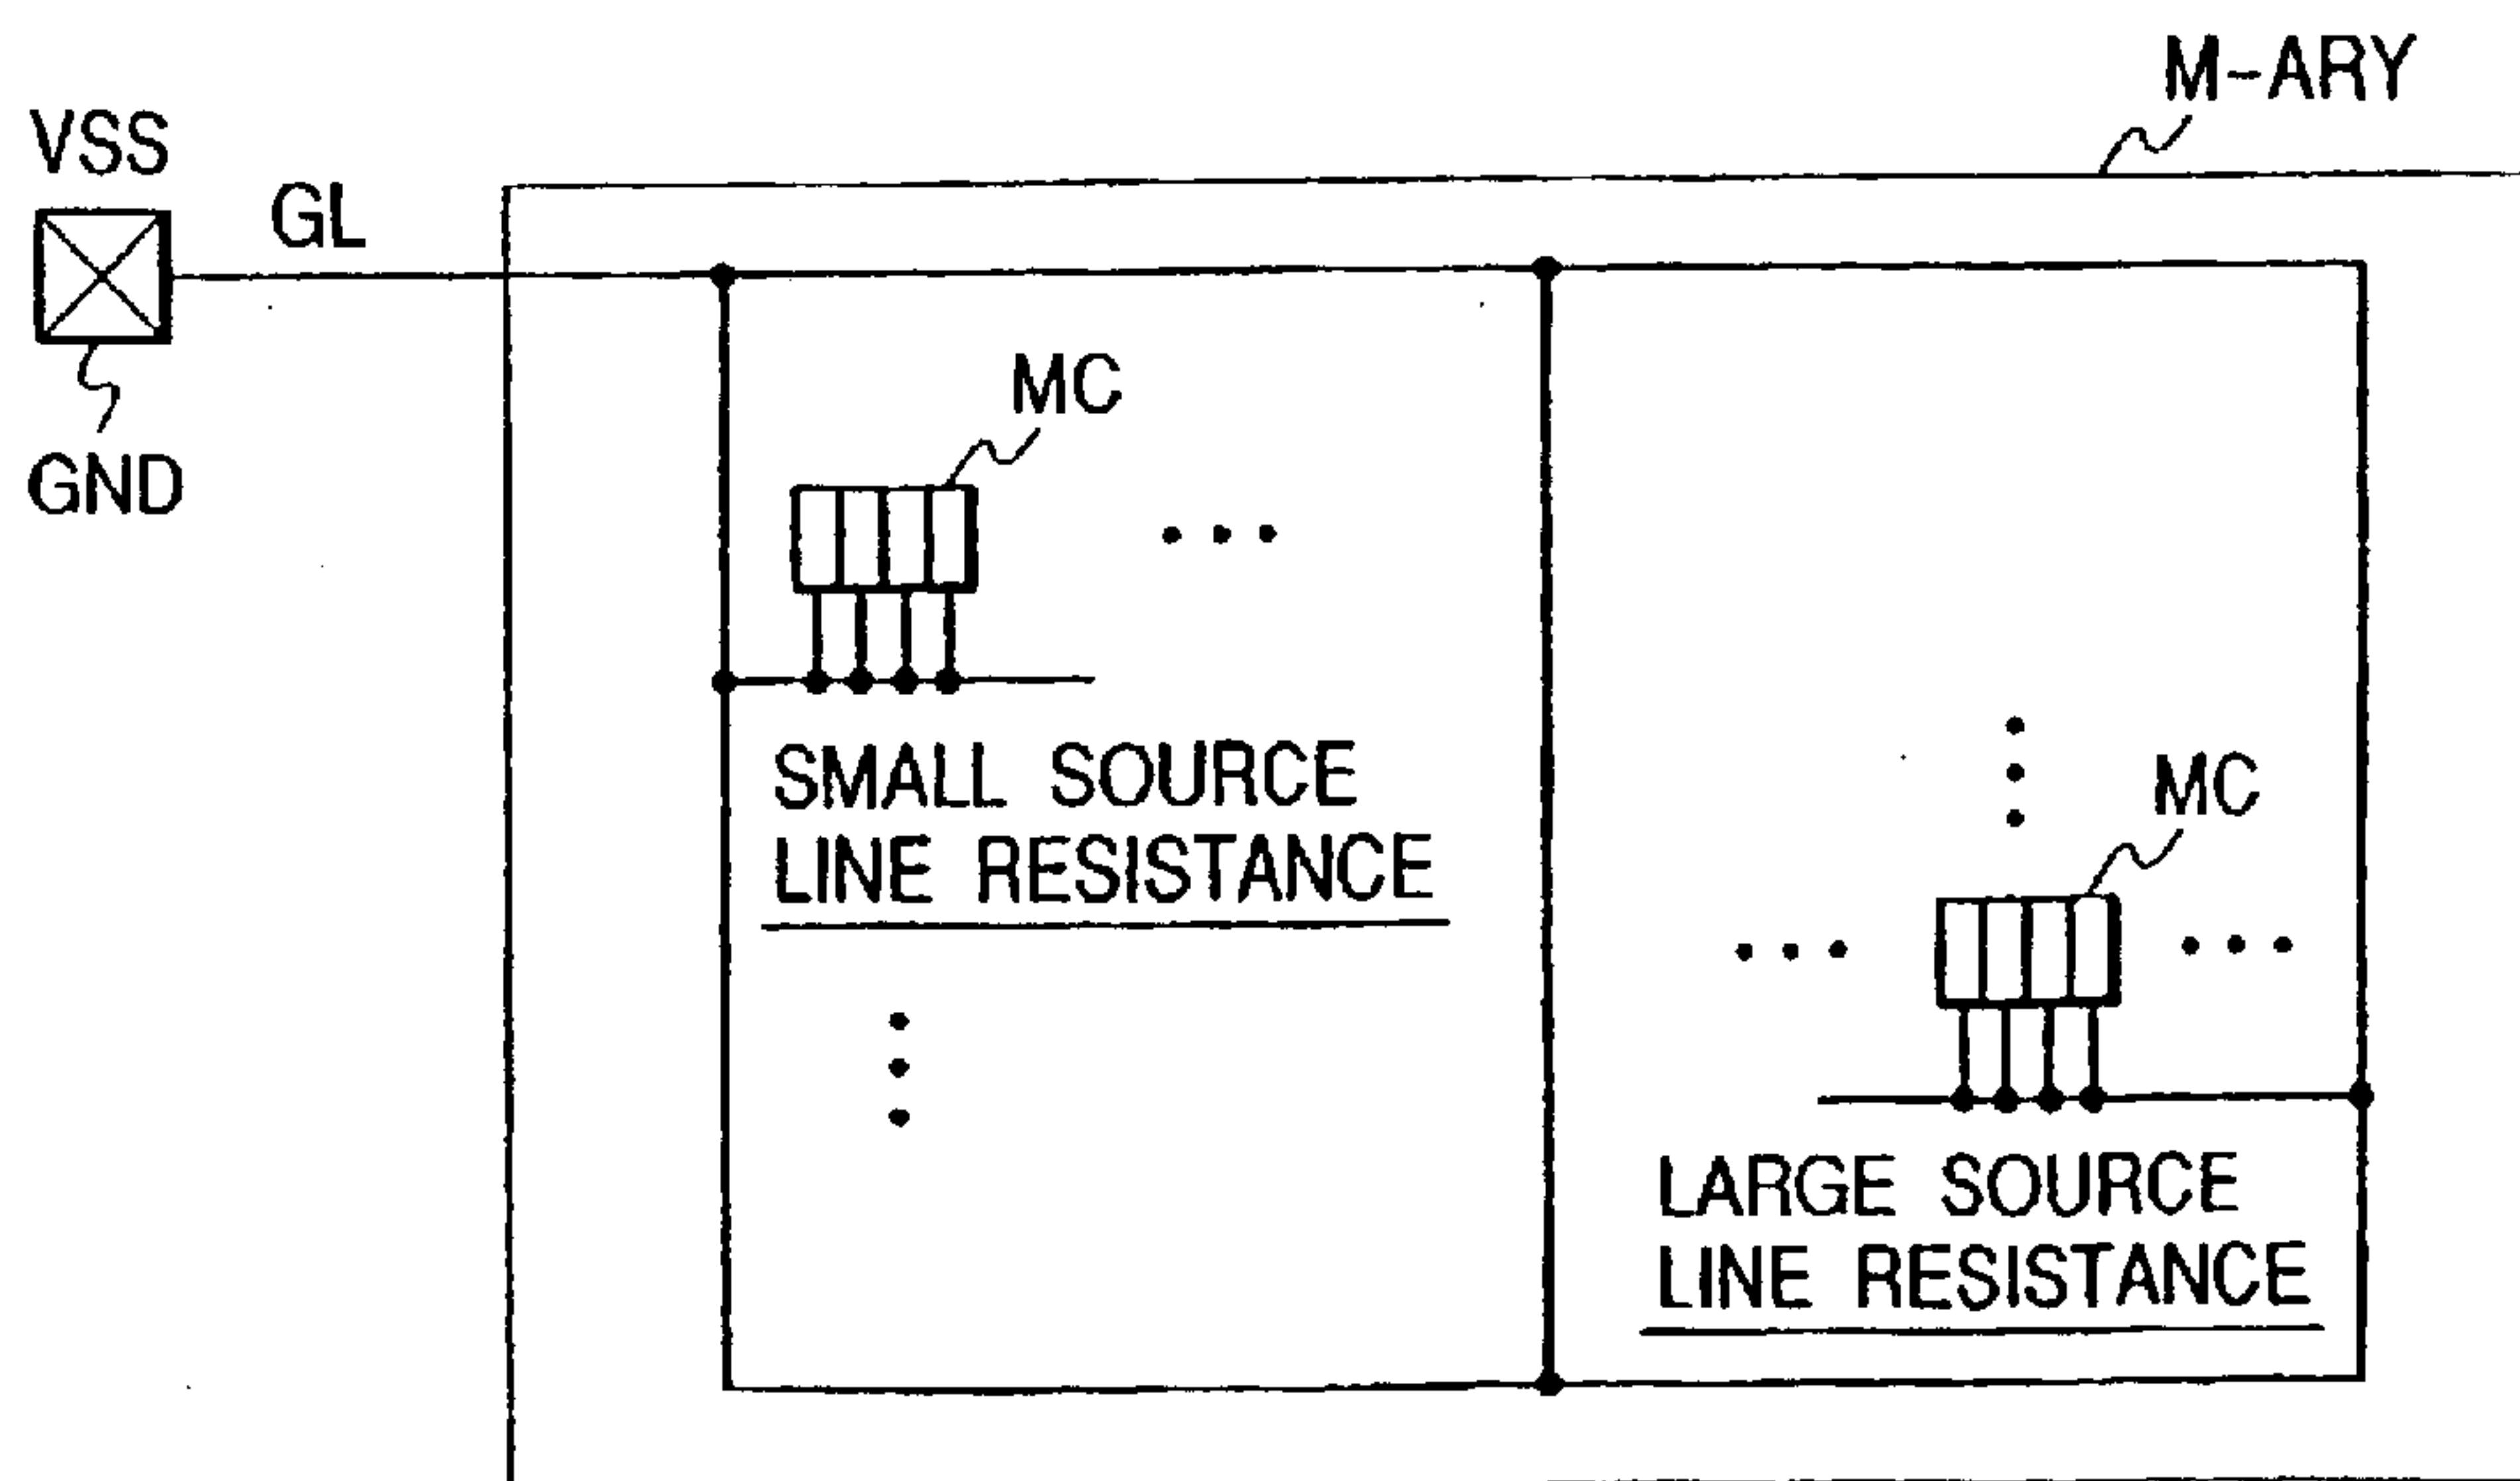 M-ARY
VSS
GL
GND
MC
SMALL SOURCE
LINE RESISTANCE
MC
LARGE SOURCE
LINE RESISTANCE